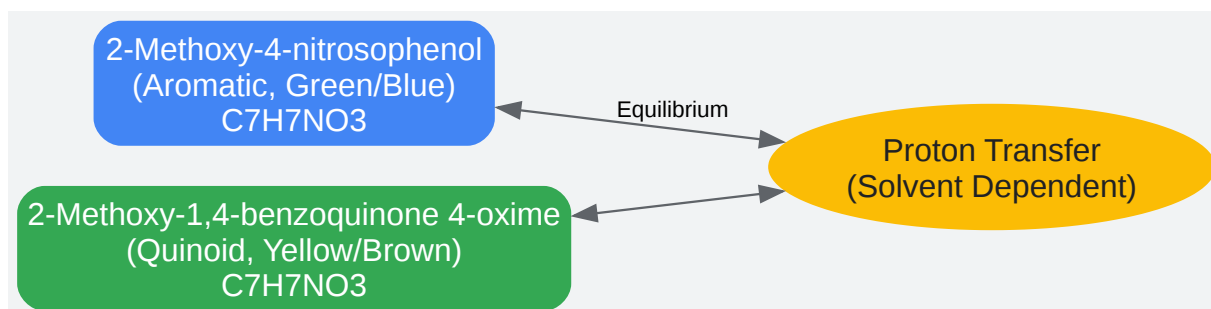 2-Methoxy-4-nitrosophenol
(Aromatic, Green/Blue)
C7H7NO3
Equilibrium
Proton Transfer
(Solvent Dependent)
2-Methoxy-1,4-benzoquinone 4-oxime
(Quinoid, Yellow/Brown)
C7H7NO3